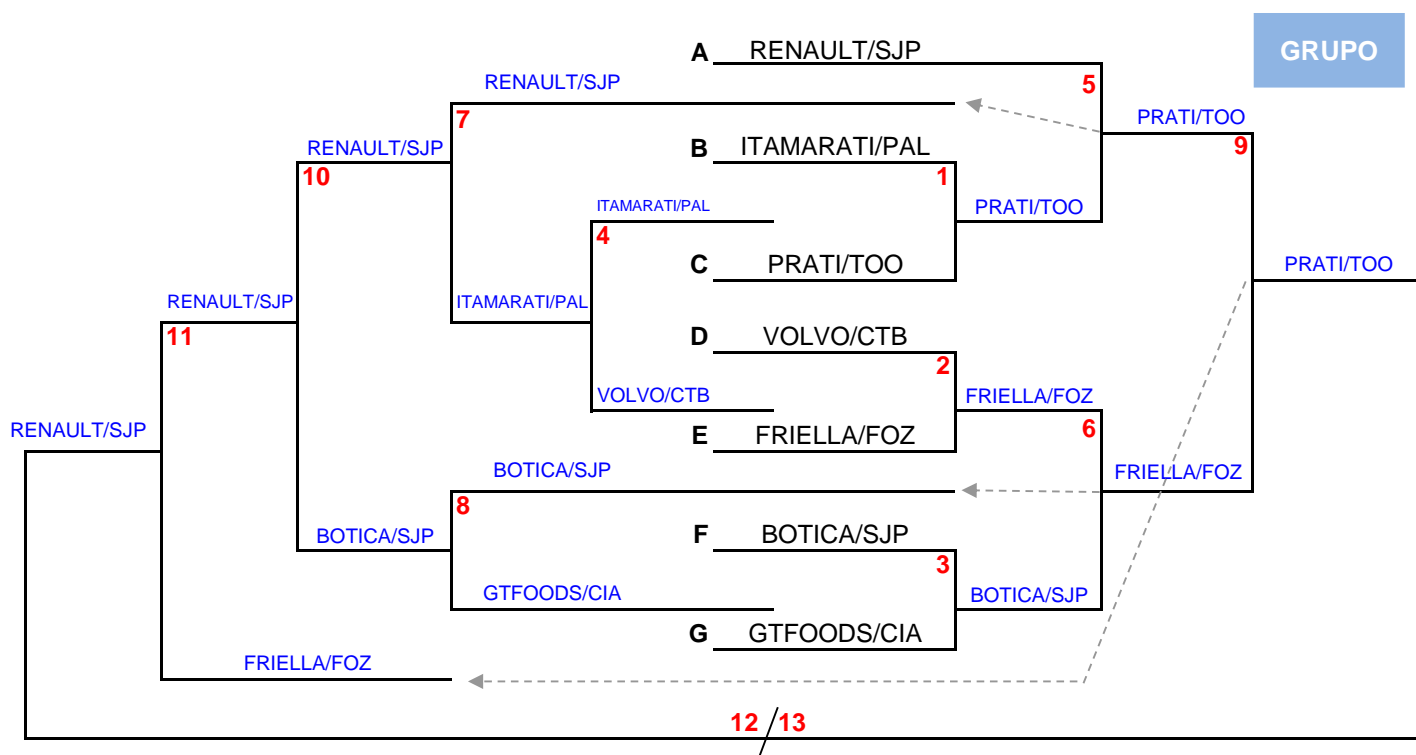 A RENAULT/SJP
GRUPO
RENAULT/SJP
5
7
PRATI/TOO
RENAULT/SJP
B ITAMARATI/PAL
9
10
1
ITAMARATI/PAL
PRATI/TOO
4
C PRATI/TOO
PRATI/TOO
RENAULT/SJP
ITAMARATI/PAL
11
D VOLVO/CTB
2
VOLVO/CTB
FRIELLA/FOZ
RENAULT/SJP
E FRIELLA/FOZ
6
BOTICA/SJP
FRIELLA/FOZ
8
BOTICA/SJP
F BOTICA/SJP
3
GTFOODS/CIA
BOTICA/SJP
G GTFOODS/CIA
FRIELLA/FOZ
12/13